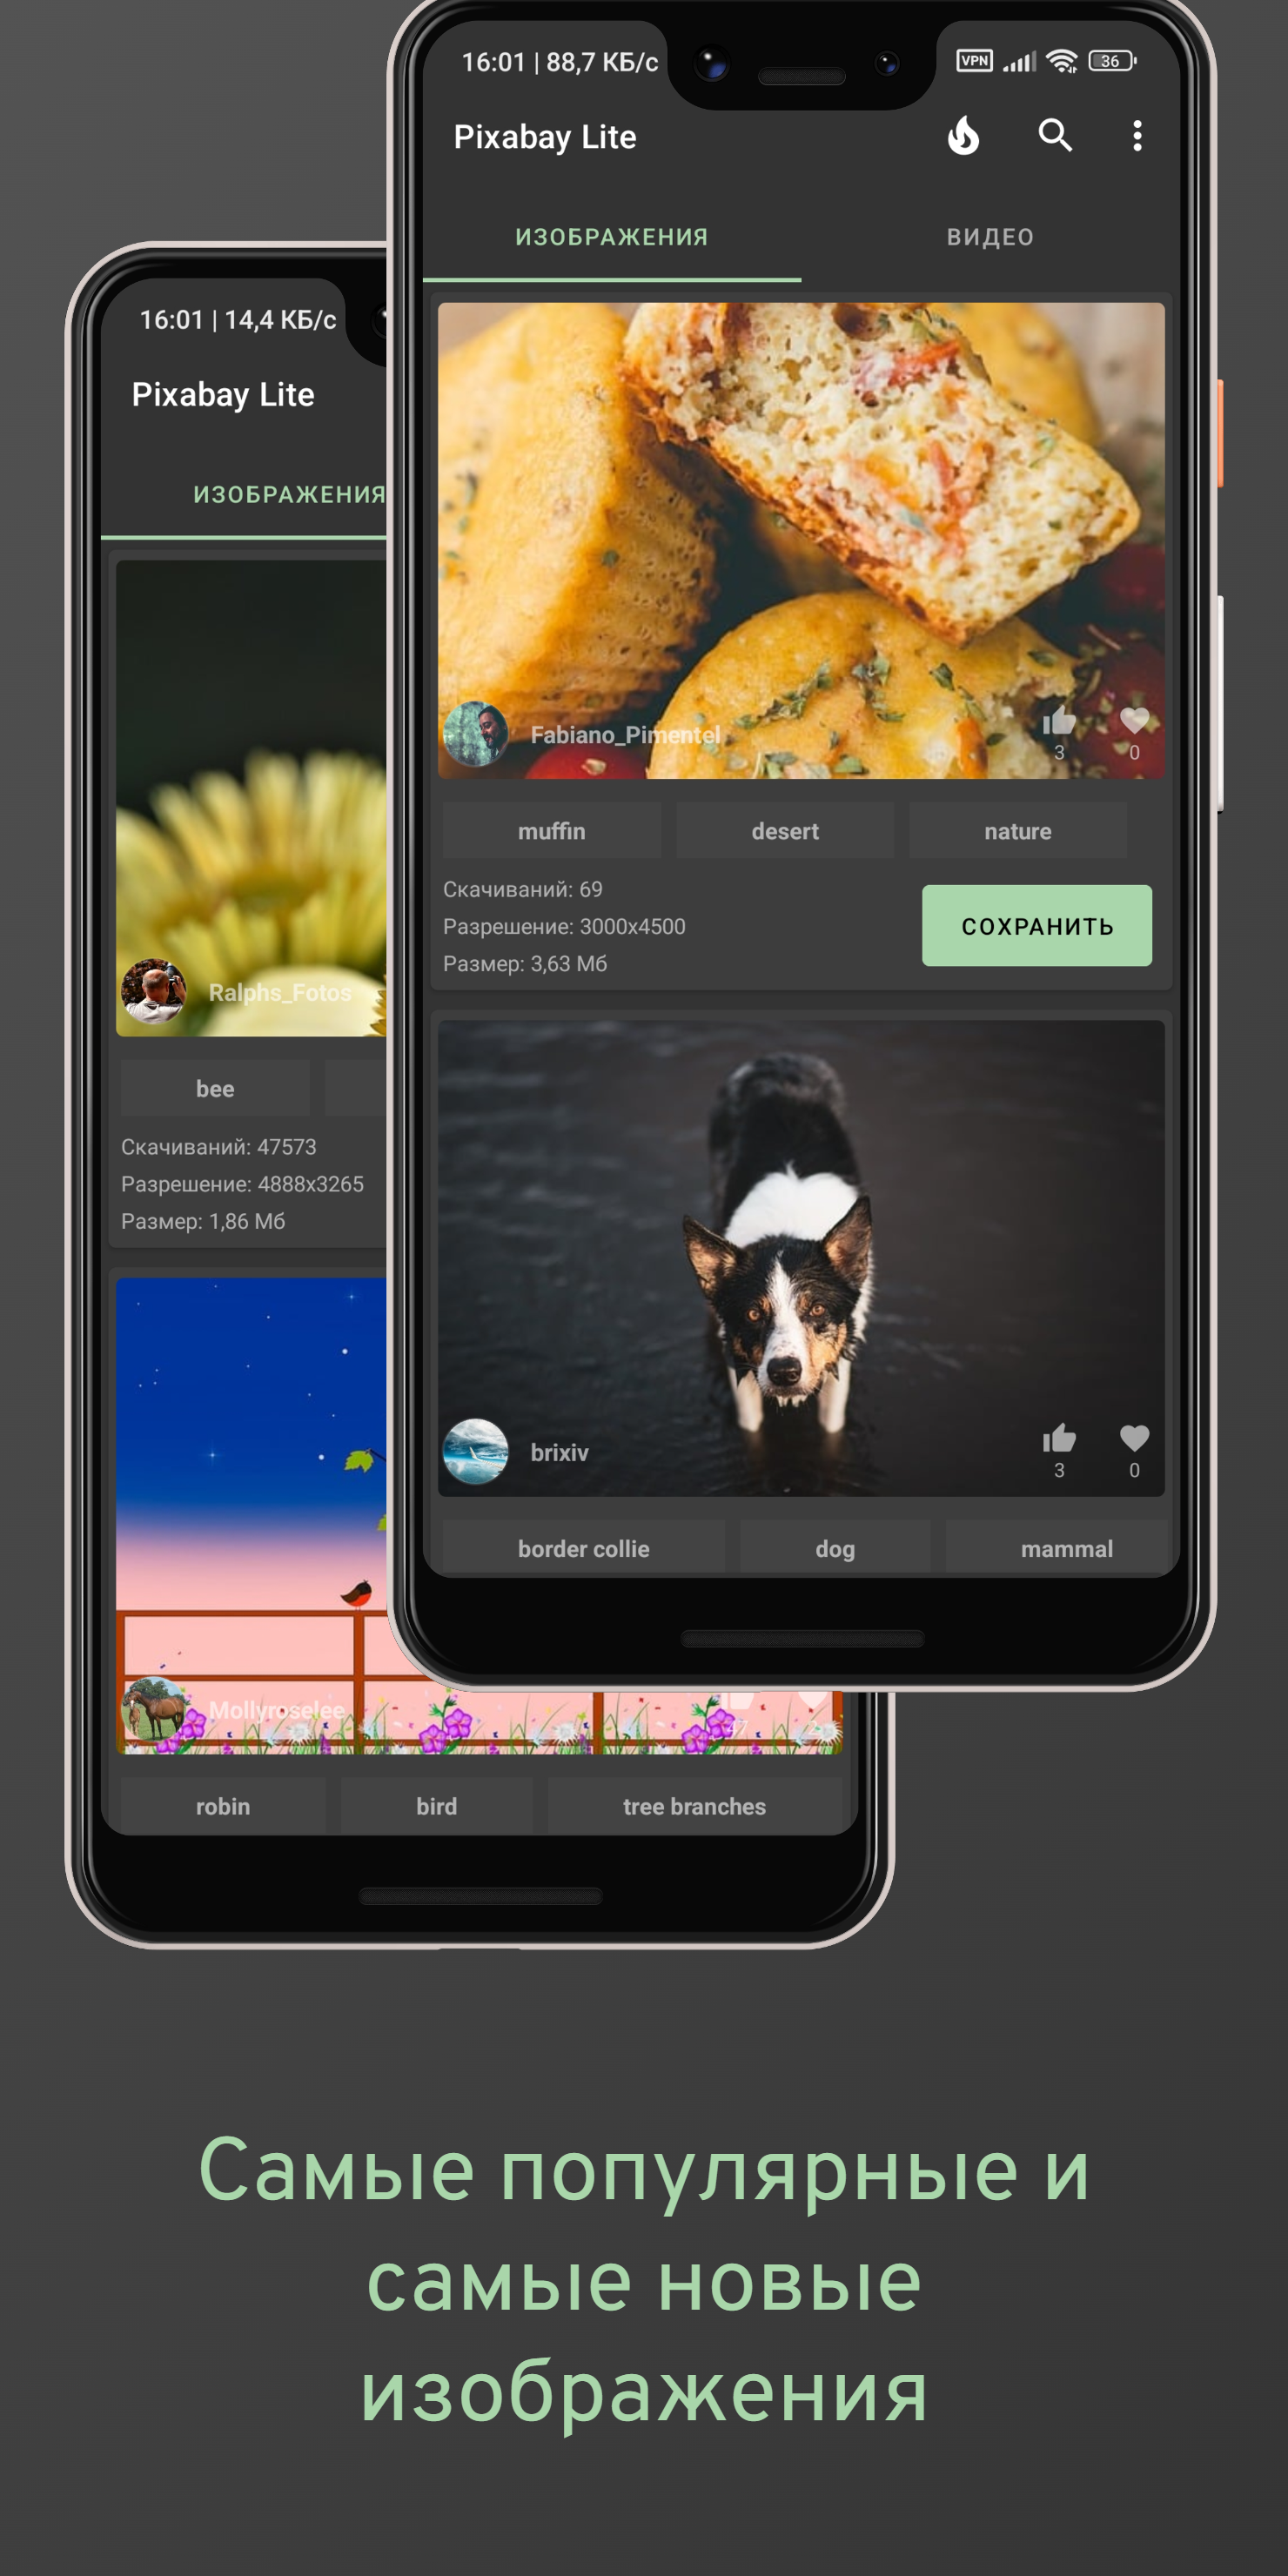 16:01 | 88,7 КБ/с
VPN
36
Pixabay Lite
ИЗОБРАЖЕНИЯ
ВИДЕО
Fabiano_Pimentel
3
0
muffin
desert
nature
Скачиваний: 69
Разрешение: 3000x4500
Размер: 3,63 Мб
СОХРАНИТЬ
brixiv
3
0
border collie
dog
mammal
16:01 | 14,4 КБ/с
Pixabay Lite
ИЗОБРАЖЕНИЯ
Ralphs_Fotos
bee
Скачиваний: 47573
Разрешение: 4888x3265
Размер: 1,86 Мб
Mollyroselee
robin
bird
tree branches
Самые популярные и
самые новые
изображения